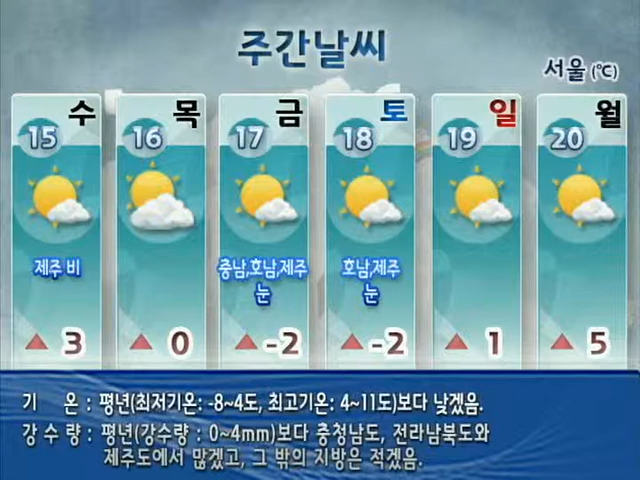 주간날씨
서울 (℃)
수 목 금 토 일 월
15 16 17 18 19 20
제주 비
충남,호남,제주
눈
호남,제주
눈
▲ 3 ▲ 0 ▲ -2 ▲ -2 ▲ 1 ▲ 5
기 온 : 평년(최저기온: -8~4도, 최고기온: 4~11도)보다 낮겠음.
강 수 량 : 평년(강수량 : 0~4mm)보다 충청남도, 전라남북도와
제주도에서 많겠고, 그 밖의 지방은 적겠음.